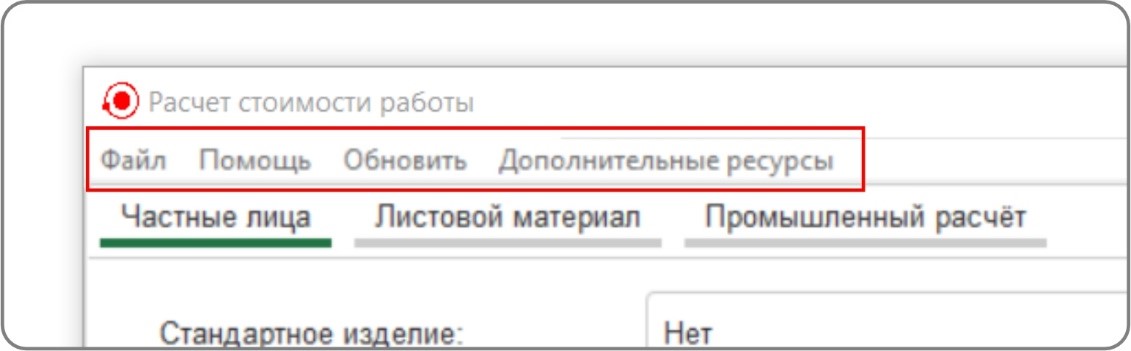 Расчет стоимости работы
Файл Помощь Обновить Дополнительные ресурсы
Частные лица Листовой материал Промышленный расчёт
Стандартное изделие: Нет